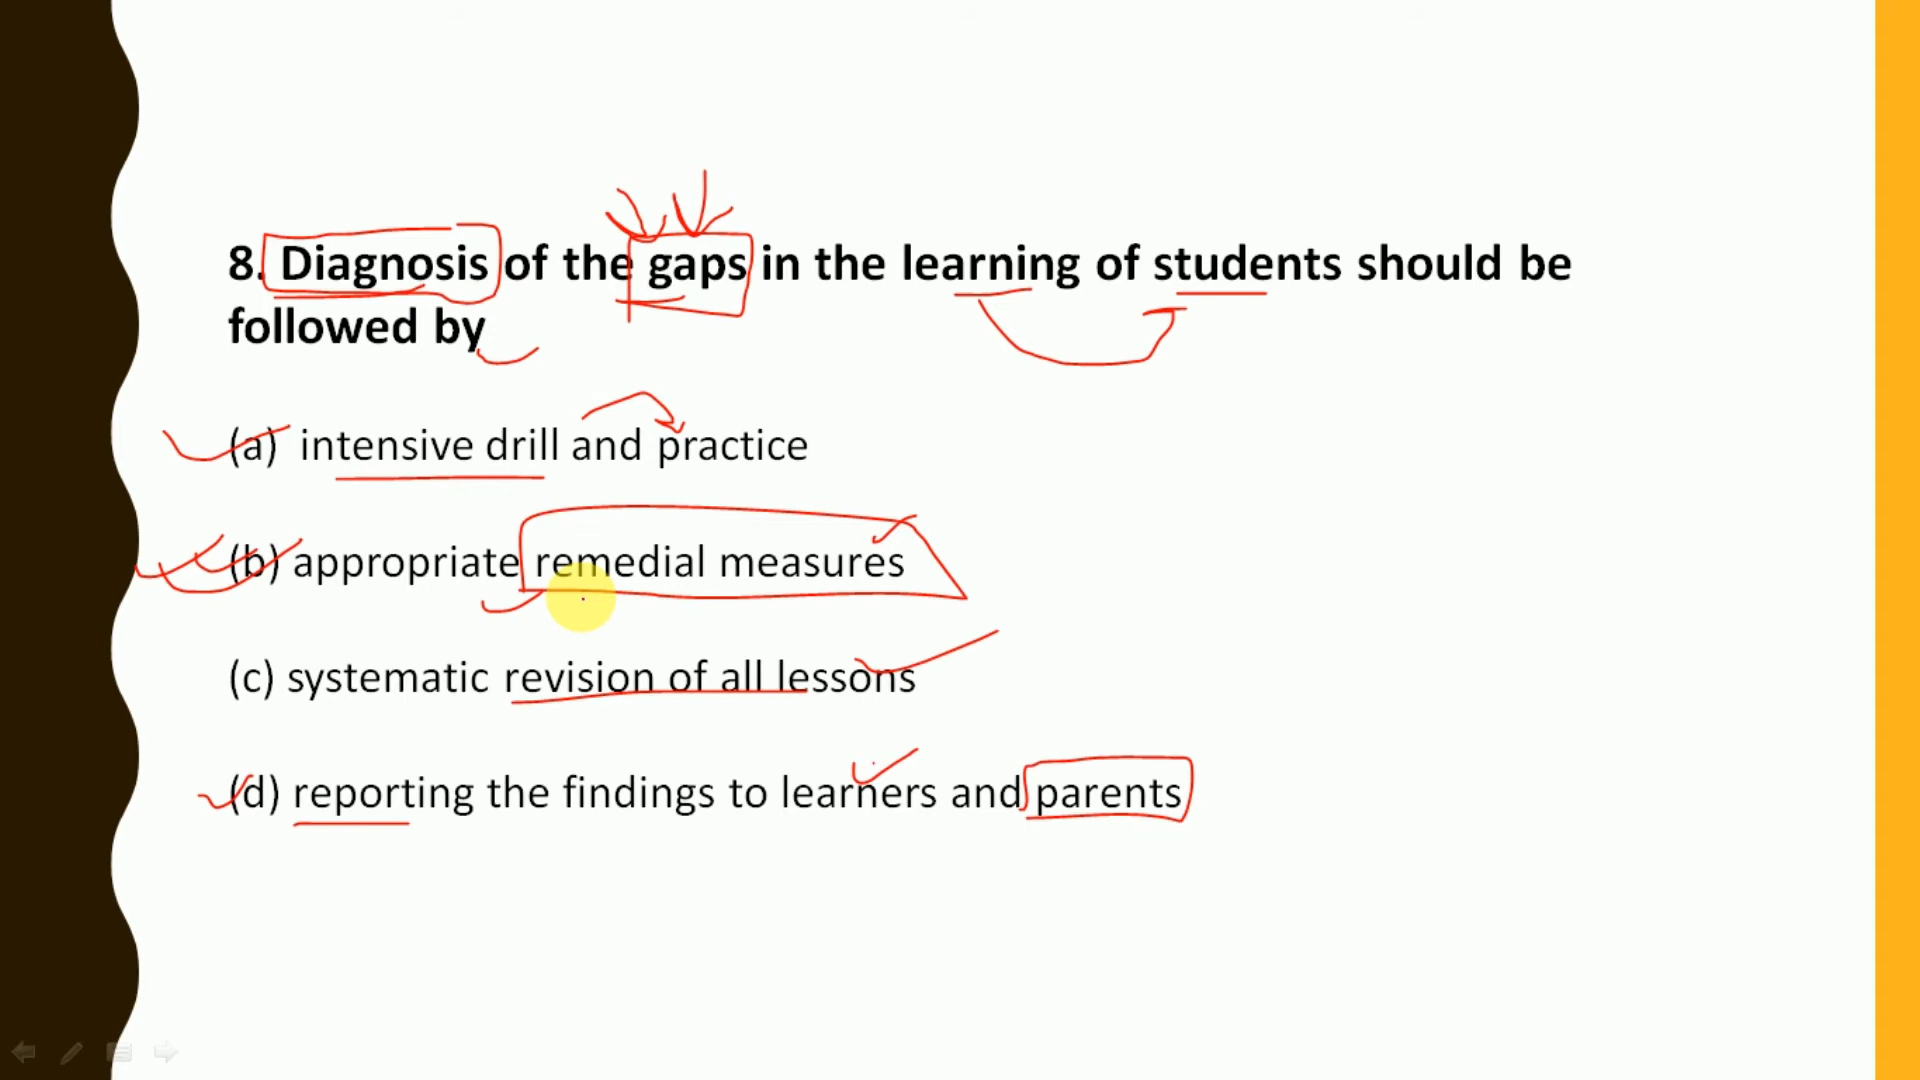 8. Diagnosis of the gaps in the learning of students should be
followed by
(a) intensive drill and practice
(b) appropriate remedial measures
(c) systematic revision of all lessons
(d) reporting the findings to learners and parents